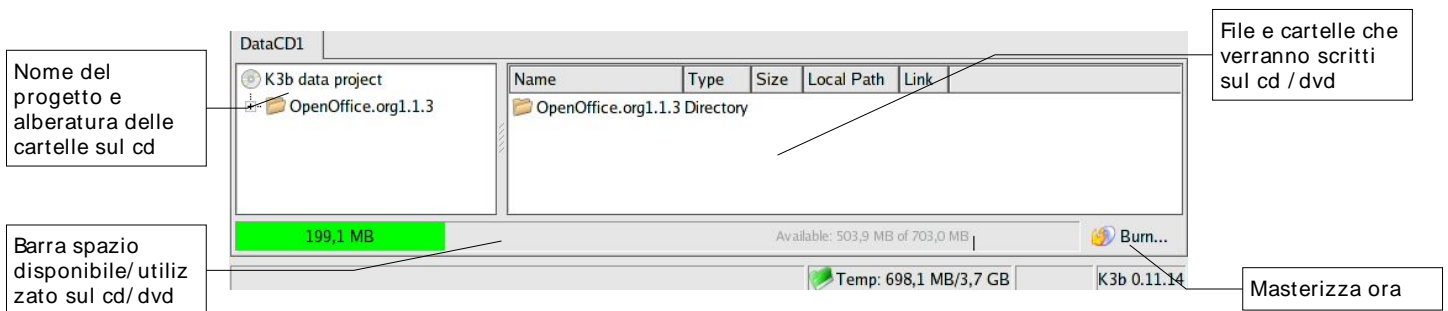 File e cartelle che
verranno scritti
sul cd / dvd
DataCD1
Nome del
progetto e
alberatura delle
cartelle sul cd
K3b data project
OpenOffice.org1.1.3
Name Type Size Local Path Link
OpenOffice.org1.1.3 Directory
Barra spazio
disponibile/ utiliz
zato sul cd/ dvd
199,1 MB
Available: 503,9 MB of 703,0 MB
Burn...
Temp: 698,1 MB/3,7 GB
K3b 0.11.14
Masterizza ora